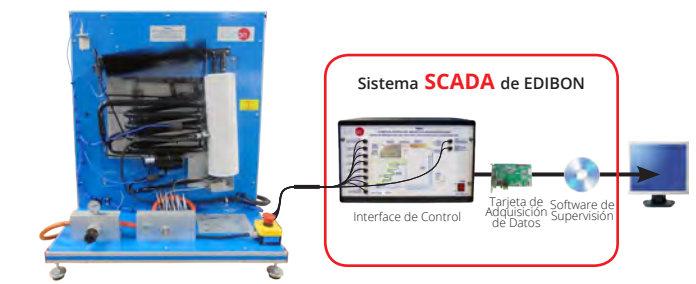 Sistema SCADA de EDIBON
Interface de Control
Tarjeta de
Adquisición
de Datos
Software de
Supervisión